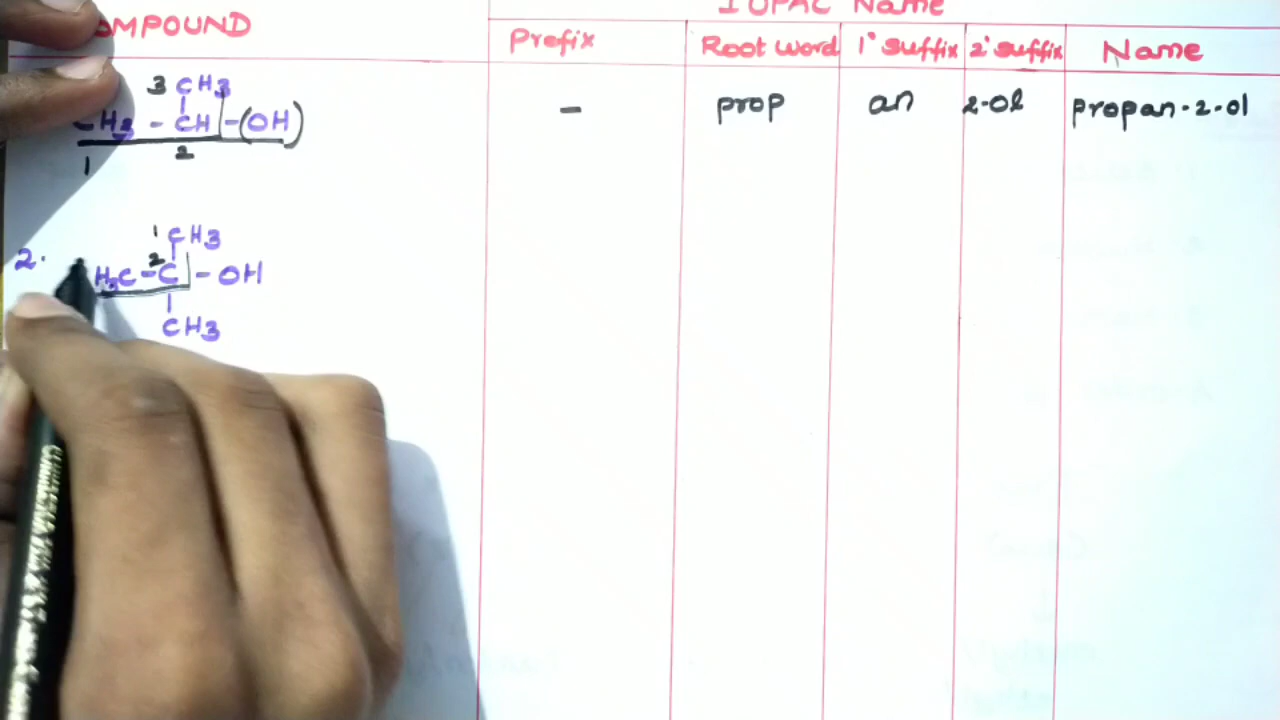 IUPAC Name
OMPOUND Prefix Root word 1° suffix 2° suffix Name
3 CH3
CH3 - CH - (OH) - prop an 2-ol propan-2-ol
1 2
1 CH3
2. H3C - C - OH
2
CH3